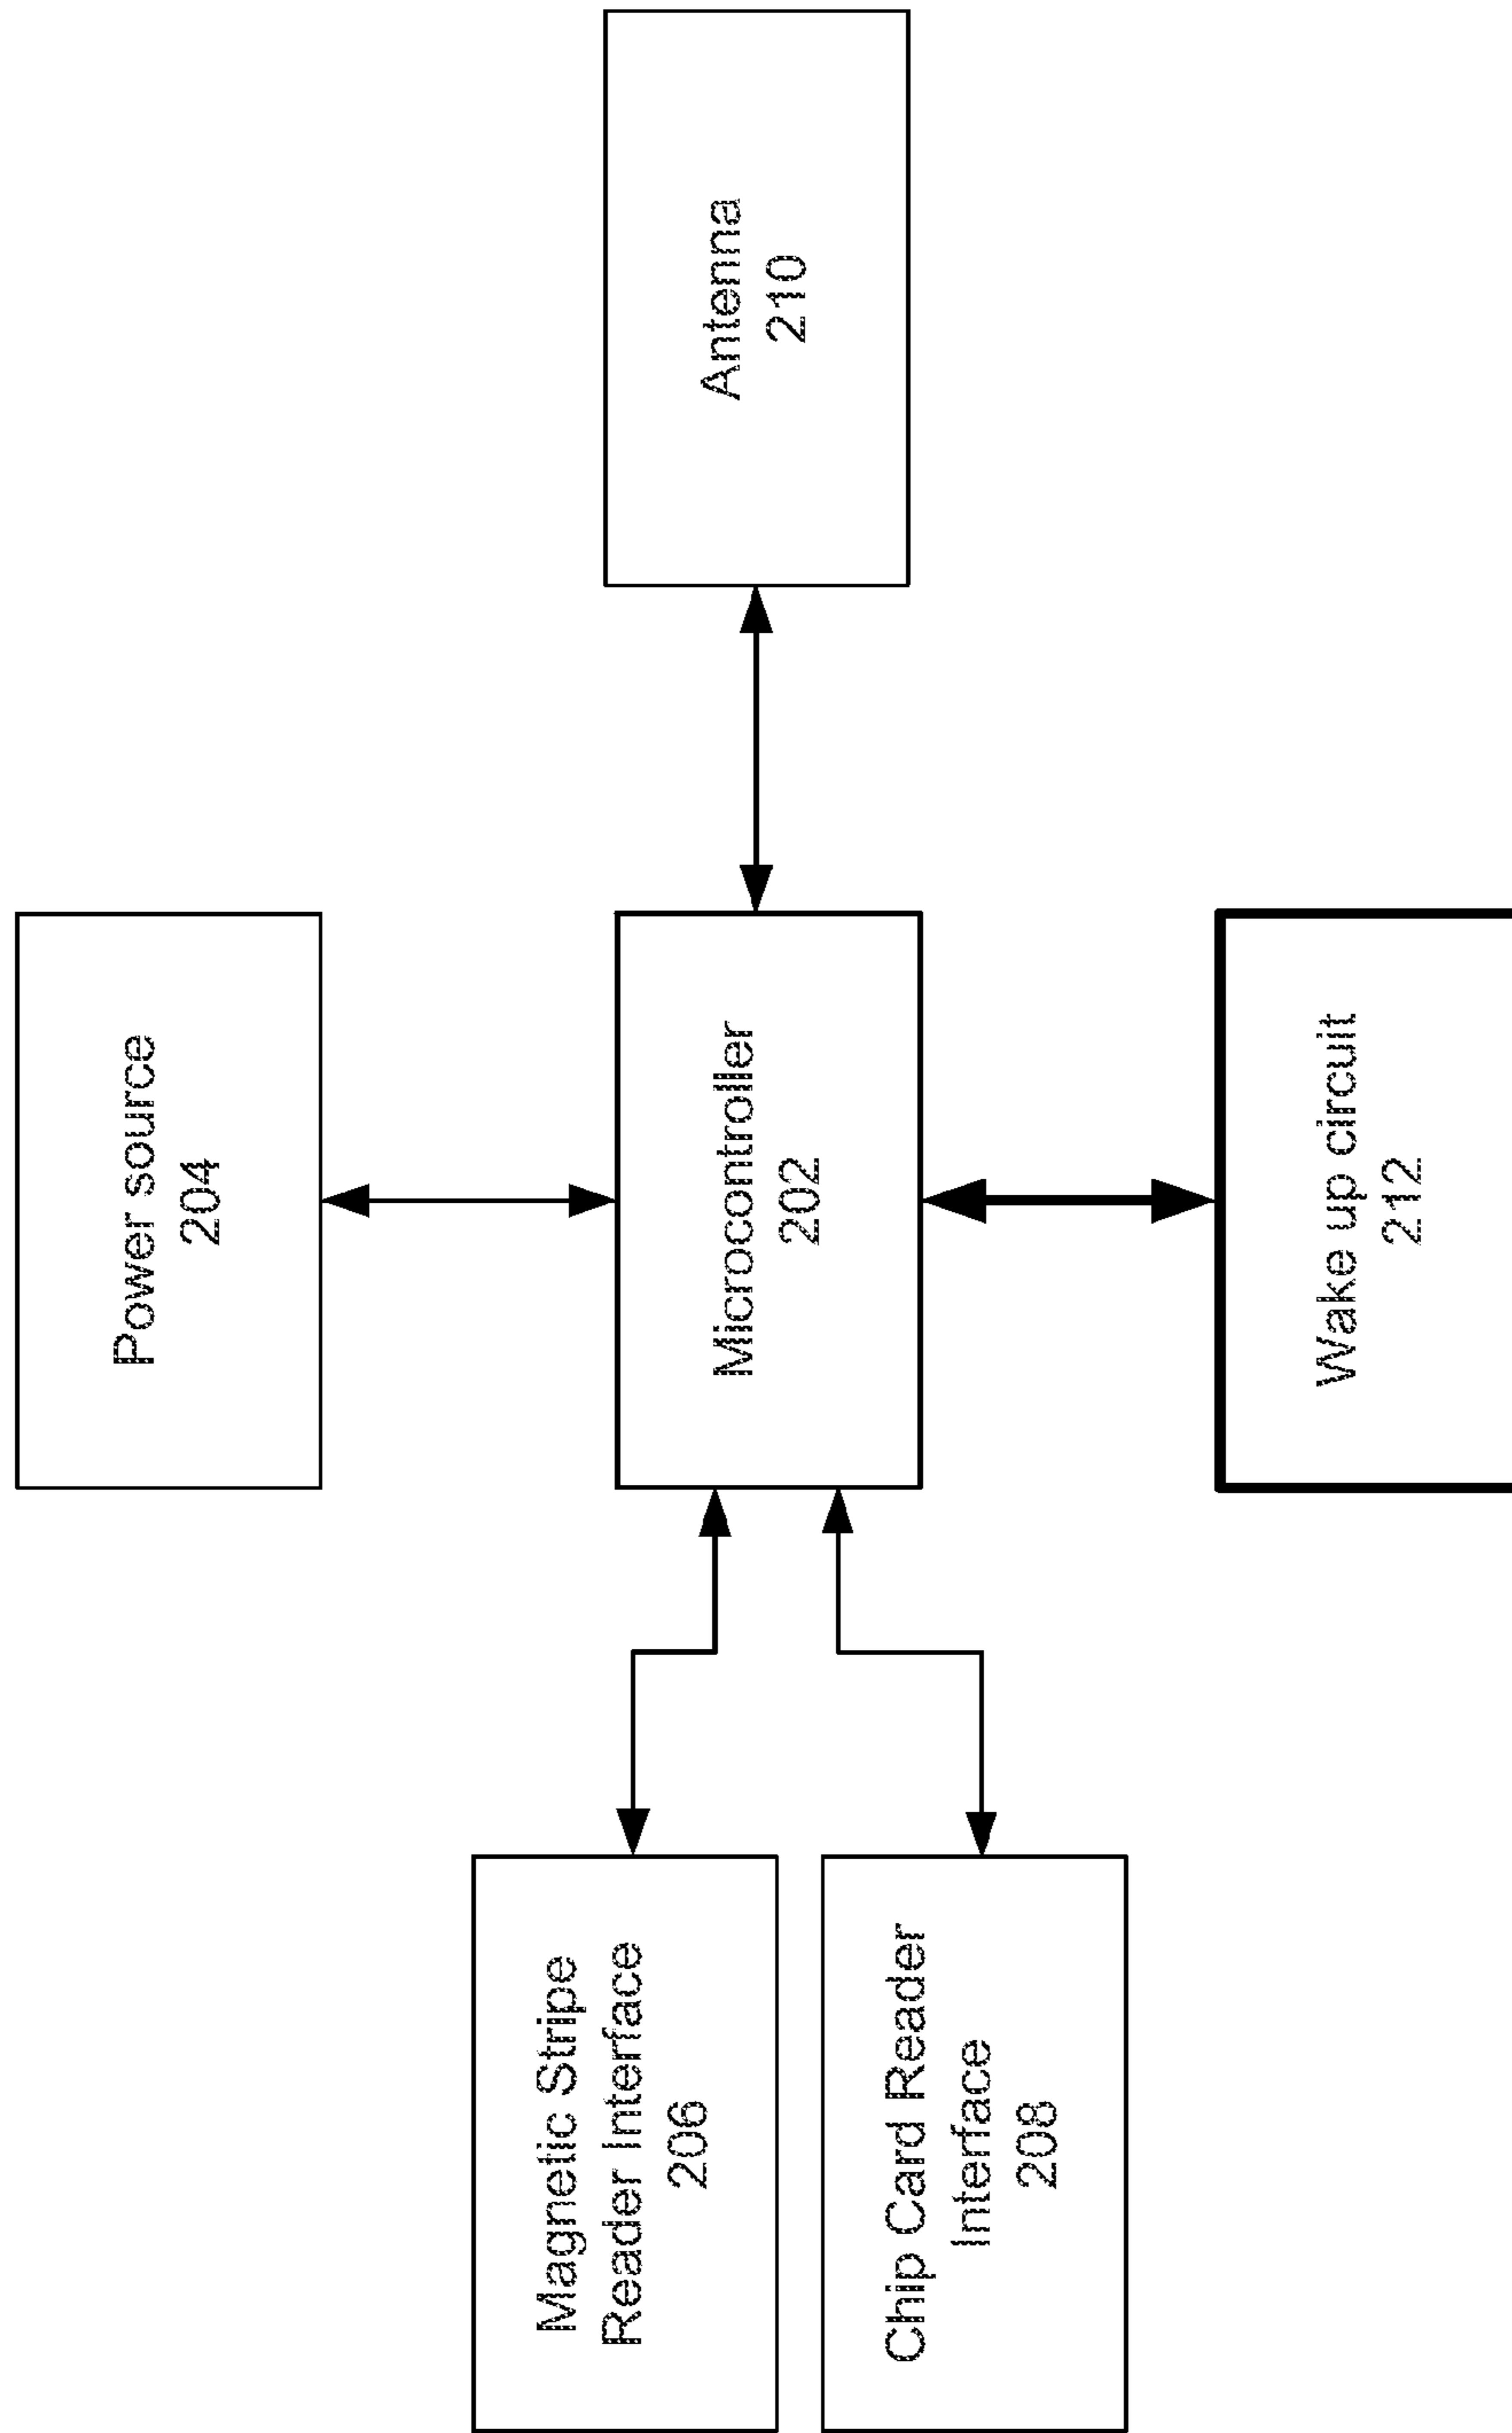 Power source
204
Magnetic Stripe
Reader Interface
206
Microcontroller
202
Antenna
210
Chip Card Reader
Interface
208
Wake up circuit
212